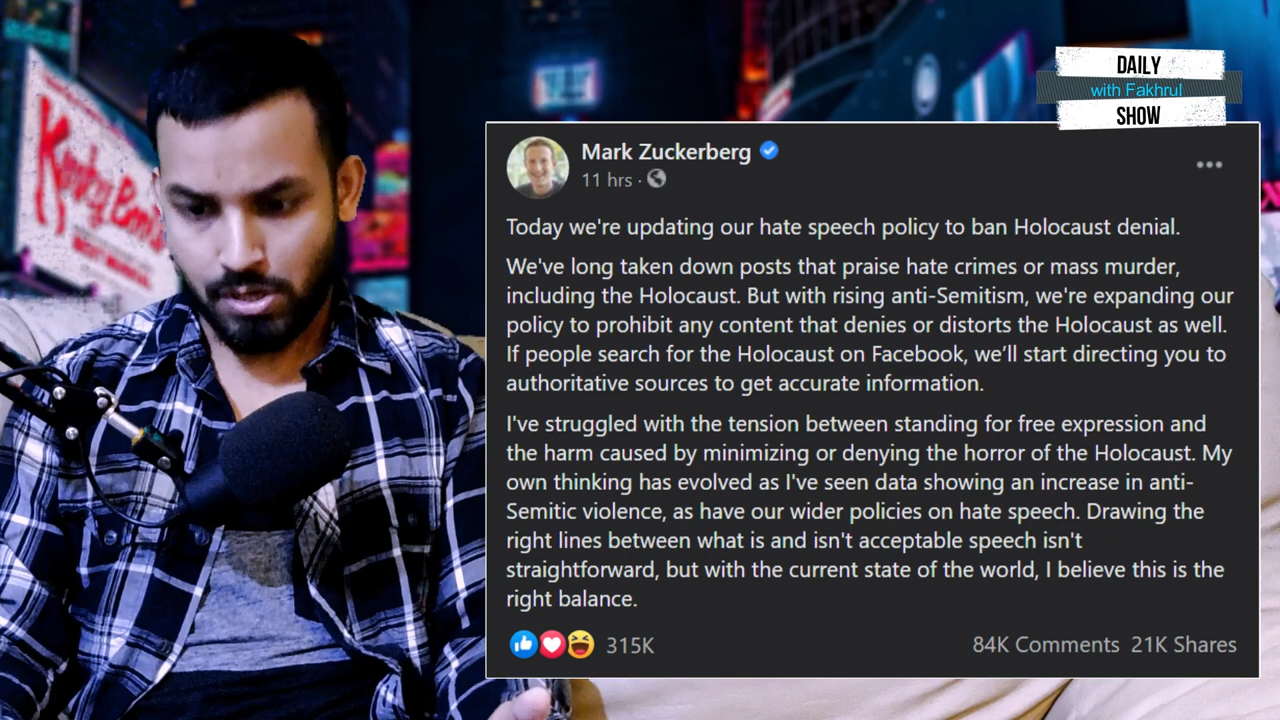 DAILY
with Fakhrul
SHOW
Mark Zuckerberg
11 hrs ·
Today we're updating our hate speech policy to ban Holocaust denial.
We've long taken down posts that praise hate crimes or mass murder,
including the Holocaust. But with rising anti-Semitism, we're expanding our
policy to prohibit any content that denies or distorts the Holocaust as well.
If people search for the Holocaust on Facebook, we’ll start directing you to
authoritative sources to get accurate information.
I've struggled with the tension between standing for free expression and
the harm caused by minimizing or denying the horror of the Holocaust. My
own thinking has evolved as I've seen data showing an increase in anti-
Semitic violence, as have our wider policies on hate speech. Drawing the
right lines between what is and isn't acceptable speech isn't
straightforward, but with the current state of the world, I believe this is the
right balance.
315K
84K Comments 21K Shares